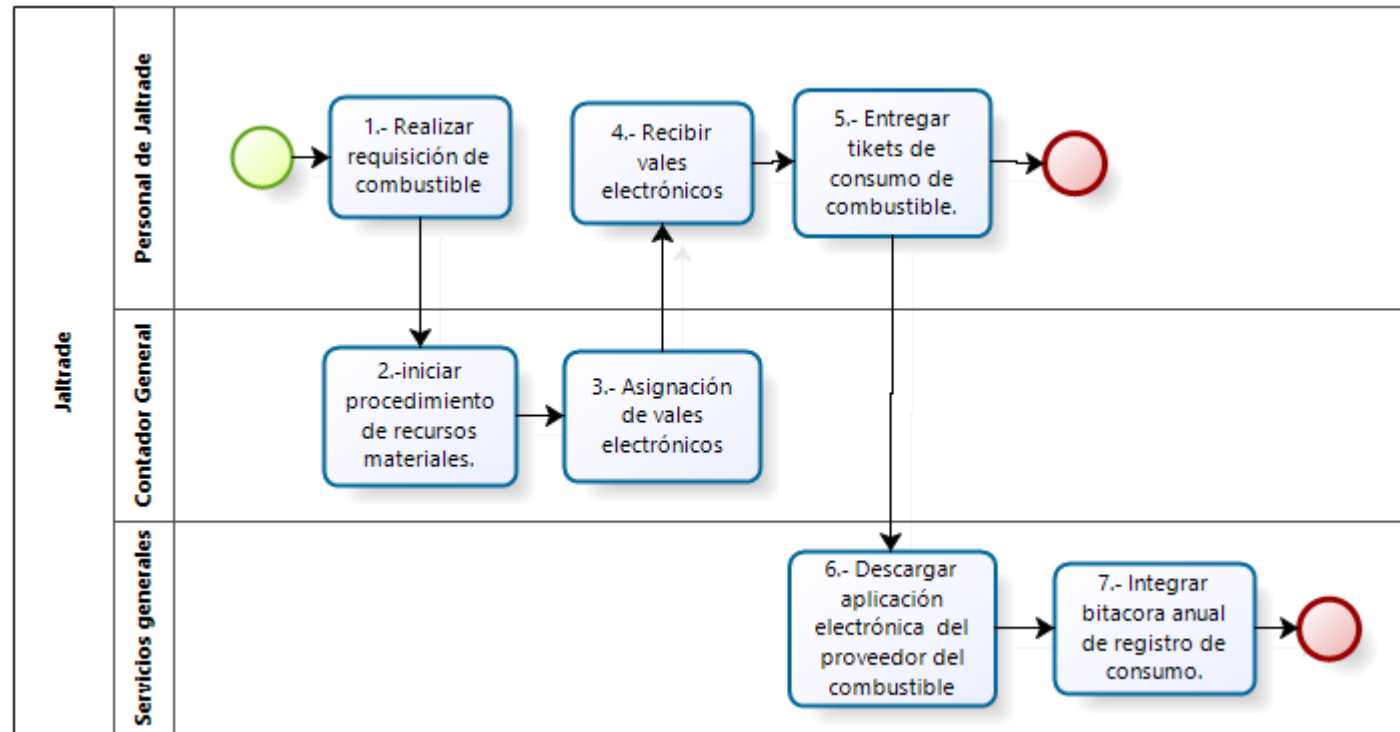 Jaltrade
Personal de Jaltrade
1.- Realizar
requisición de
combustible
4.- Recibir
vales
electrónicos
5.- Entregar
tikets de
consumo de
combustible.
Contador General
2.-iniciar
procedimiento
de recursos
materiales.
3.- Asignación
de vales
electrónicos
Servicios generales
6.- Descargar
aplicación
electrónica del
proveedor del
combustible
7.- Integrar
bitacora anual
de registro de
consumo.